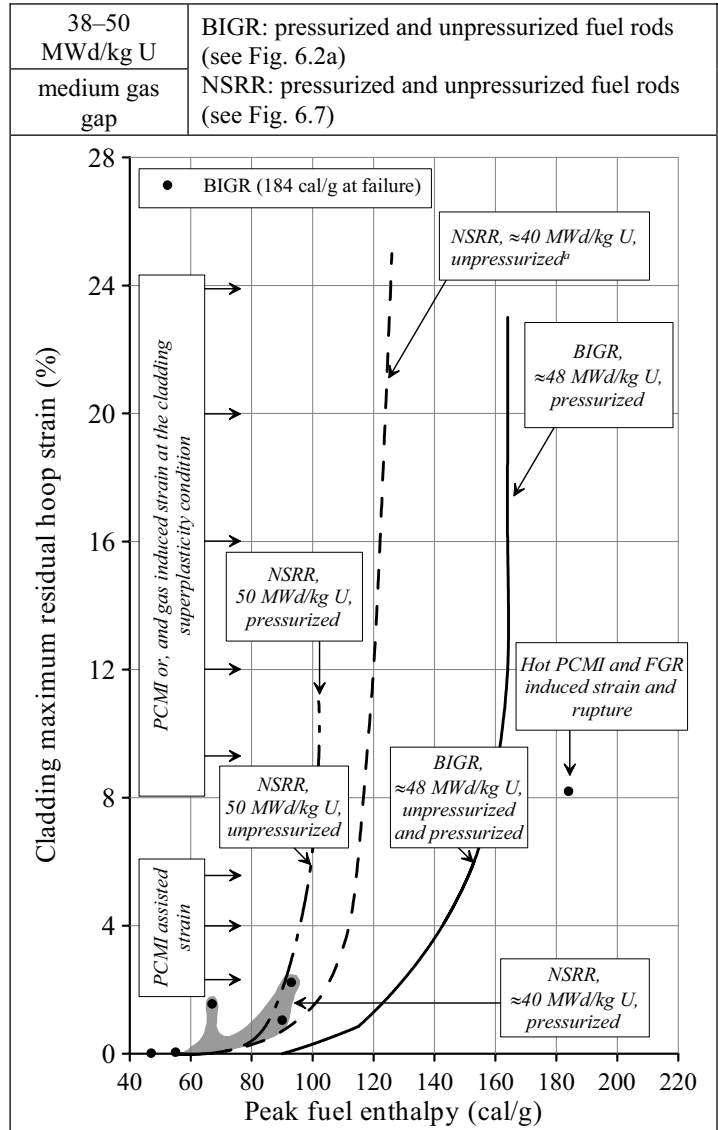 38–50
MWd/kg U
BIGR: pressurized and unpressurized fuel rods
(see Fig. 6.2a)
medium gas
gap
NSRR: pressurized and unpressurized fuel rods
(see Fig. 6.7)
28
24
20
16
12
8
4
0
Cladding maximum residual hoop strain (%)
BIGR (184 cal/g at failure)
NSRR, ≈40 MWd/kg U,
unpressurizedᵃ
BIGR,
≈48 MWd/kg U,
pressurized
PCMI or, and gas induced strain at the cladding
superplasticity condition
NSRR,
50 MWd/kg U,
pressurized
Hot PCMI and FGR
induced strain and
rupture
NSRR,
50 MWd/kg U,
unpressurized
BIGR,
≈48 MWd/kg U,
unpressurized
and pressurized
PCMI assisted
strain
NSRR,
≈40 MWd/kg U,
pressurized
40 60 80 100 120 140 160 180 200 220
Peak fuel enthalpy (cal/g)